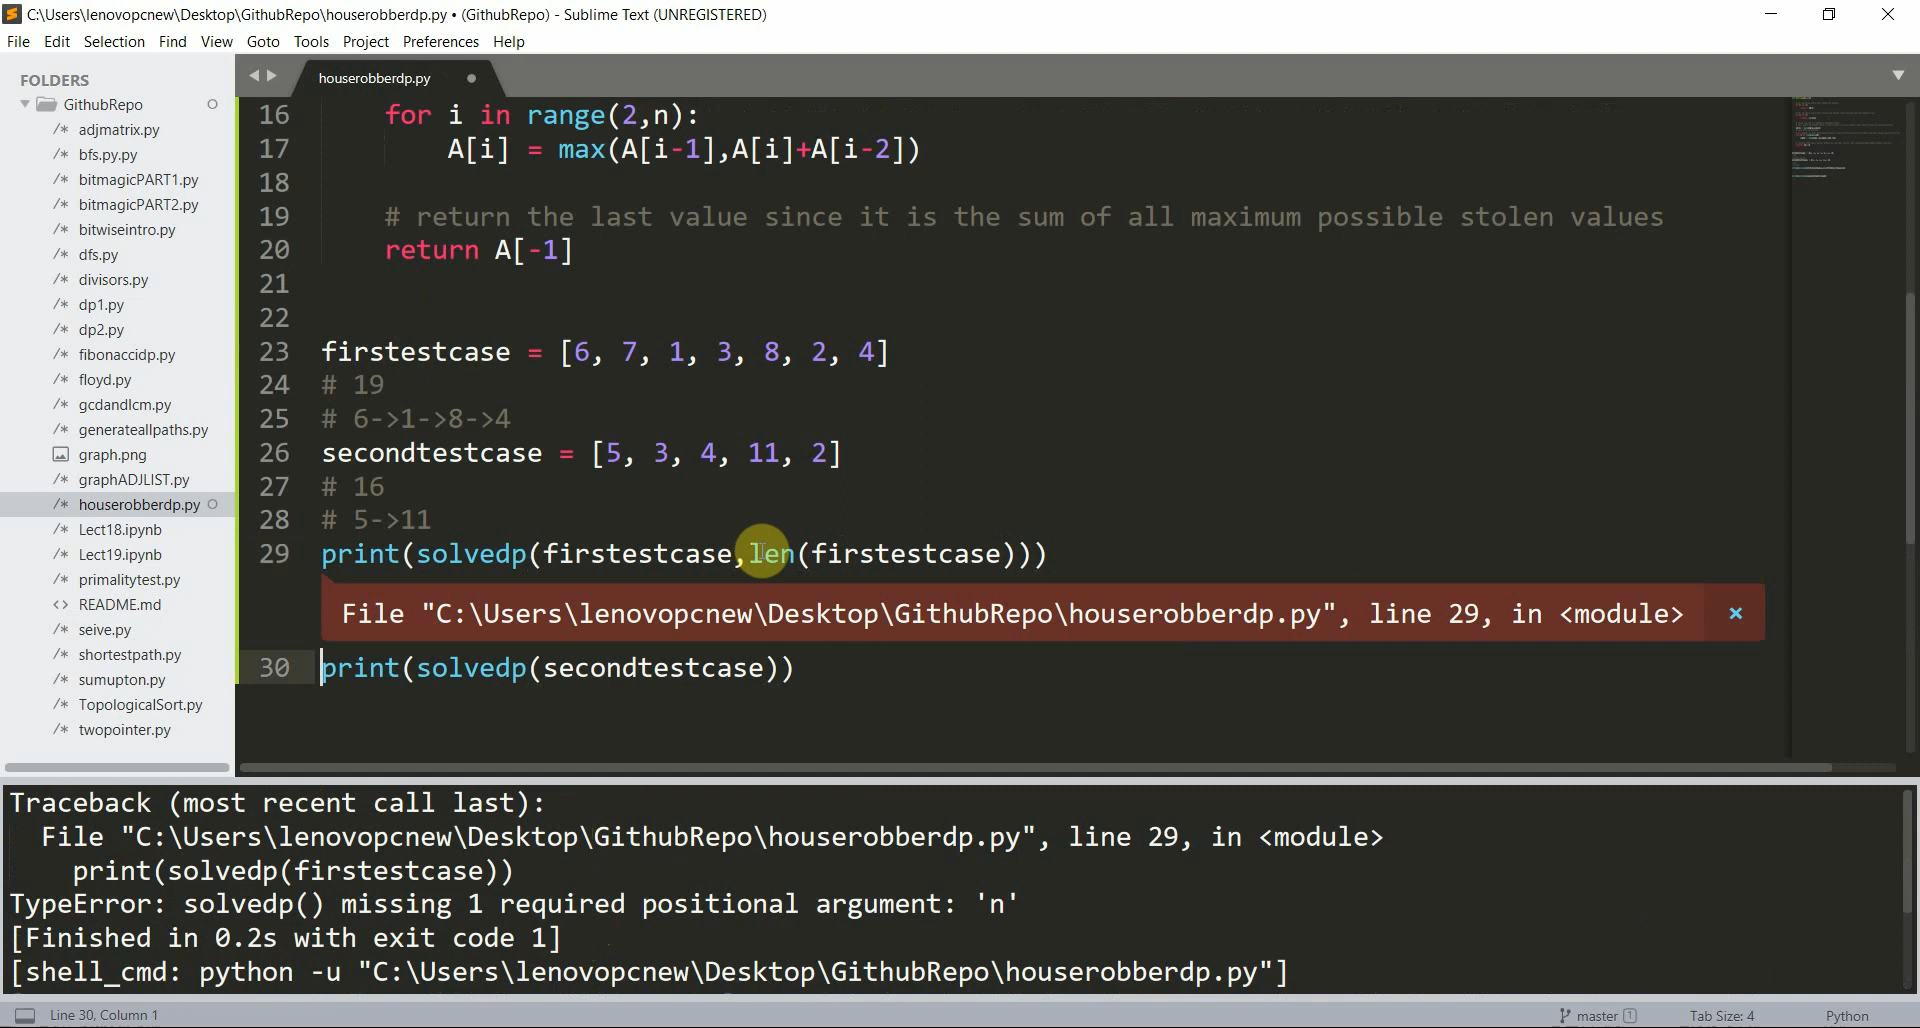 C:\Users\lenovopcnew\Desktop\GithubRepo\houserobberdp.py • (GithubRepo) - Sublime Text (UNREGISTERED)
File Edit Selection Find View Goto Tools Project Preferences Help
FOLDERS
GithubRepo
adjmatrix.py
bfs.py.py
bitmagicPART1.py
bitmagicPART2.py
bitwiseintro.py
dfs.py
divisors.py
dp1.py
dp2.py
fibonaccidp.py
floyd.py
gcdandlcm.py
generateallpaths.py
graph.png
graphADJLIST.py
houserobberdp.py
Lect18.ipynb
Lect19.ipynb
primalitytest.py
README.md
seive.py
shortestpath.py
sumupton.py
TopologicalSort.py
twopointer.py
houserobberdp.py
16 for i in range(2,n):
17 A[i] = max(A[i-1],A[i]+A[i-2])
18
19 # return the last value since it is the sum of all maximum possible stolen values
20 return A[-1]
21
22
23 firstestcase = [6, 7, 1, 3, 8, 2, 4]
24 # 19
25 # 6->1->8->4
26 secondtestcase = [5, 3, 4, 11, 2]
27 # 16
28 # 5->11
29 print(solvedp(firstestcase,len(firstestcase)))
File "C:\Users\lenovopcnew\Desktop\GithubRepo\houserobberdp.py", line 29, in <module> ×
30 print(solvedp(secondtestcase))
Traceback (most recent call last):
File "C:\Users\lenovopcnew\Desktop\GithubRepo\houserobberdp.py", line 29, in <module>
print(solvedp(firstestcase))
TypeError: solvedp() missing 1 required positional argument: 'n'
[Finished in 0.2s with exit code 1]
[shell_cmd: python -u "C:\Users\lenovopcnew\Desktop\GithubRepo\houserobberdp.py"]
Line 30, Column 1 master 1 Tab Size: 4 Python